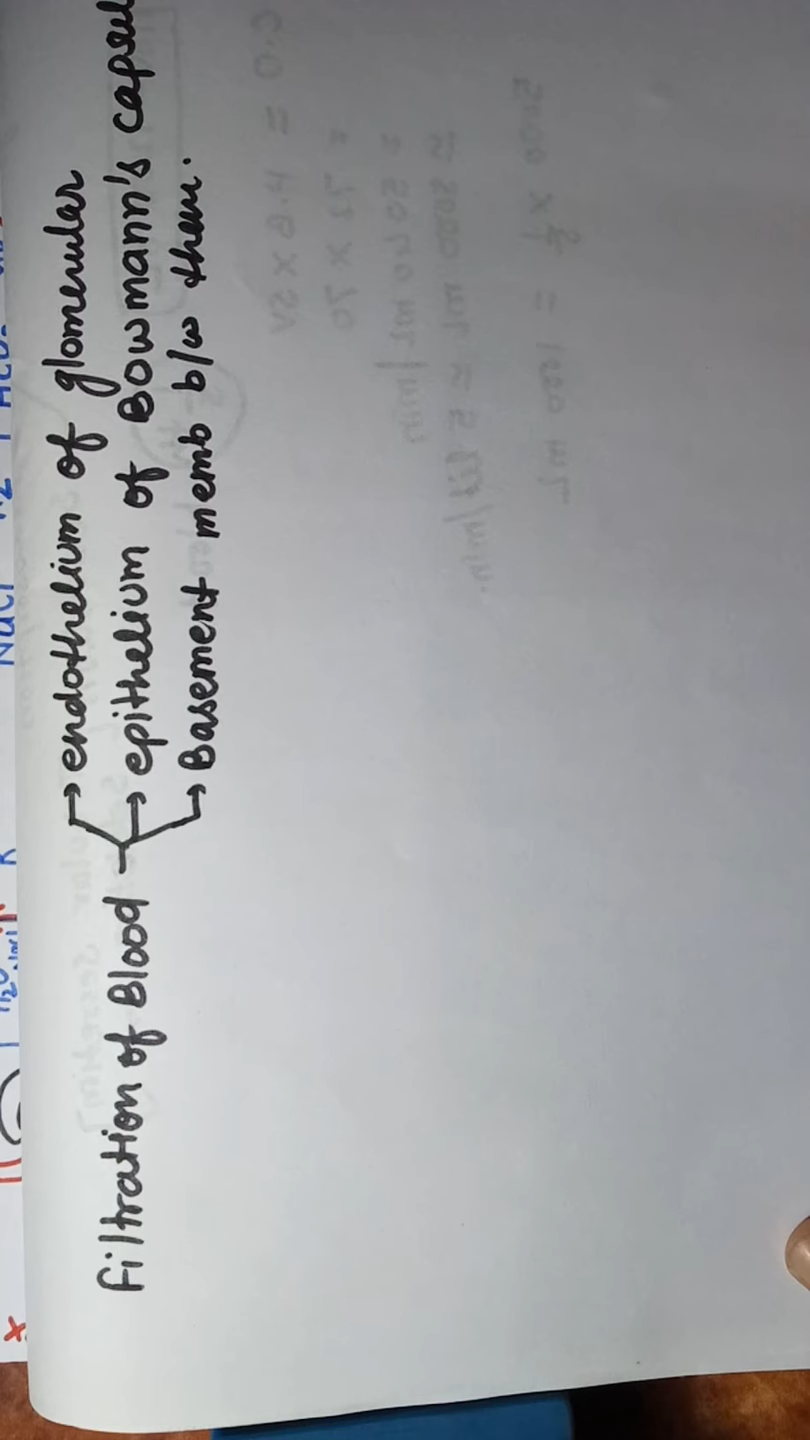 → endothelium of glomerular
Filtration of Blood → epithelium of Bowmann's capsul
→ Basement memb b/w them.